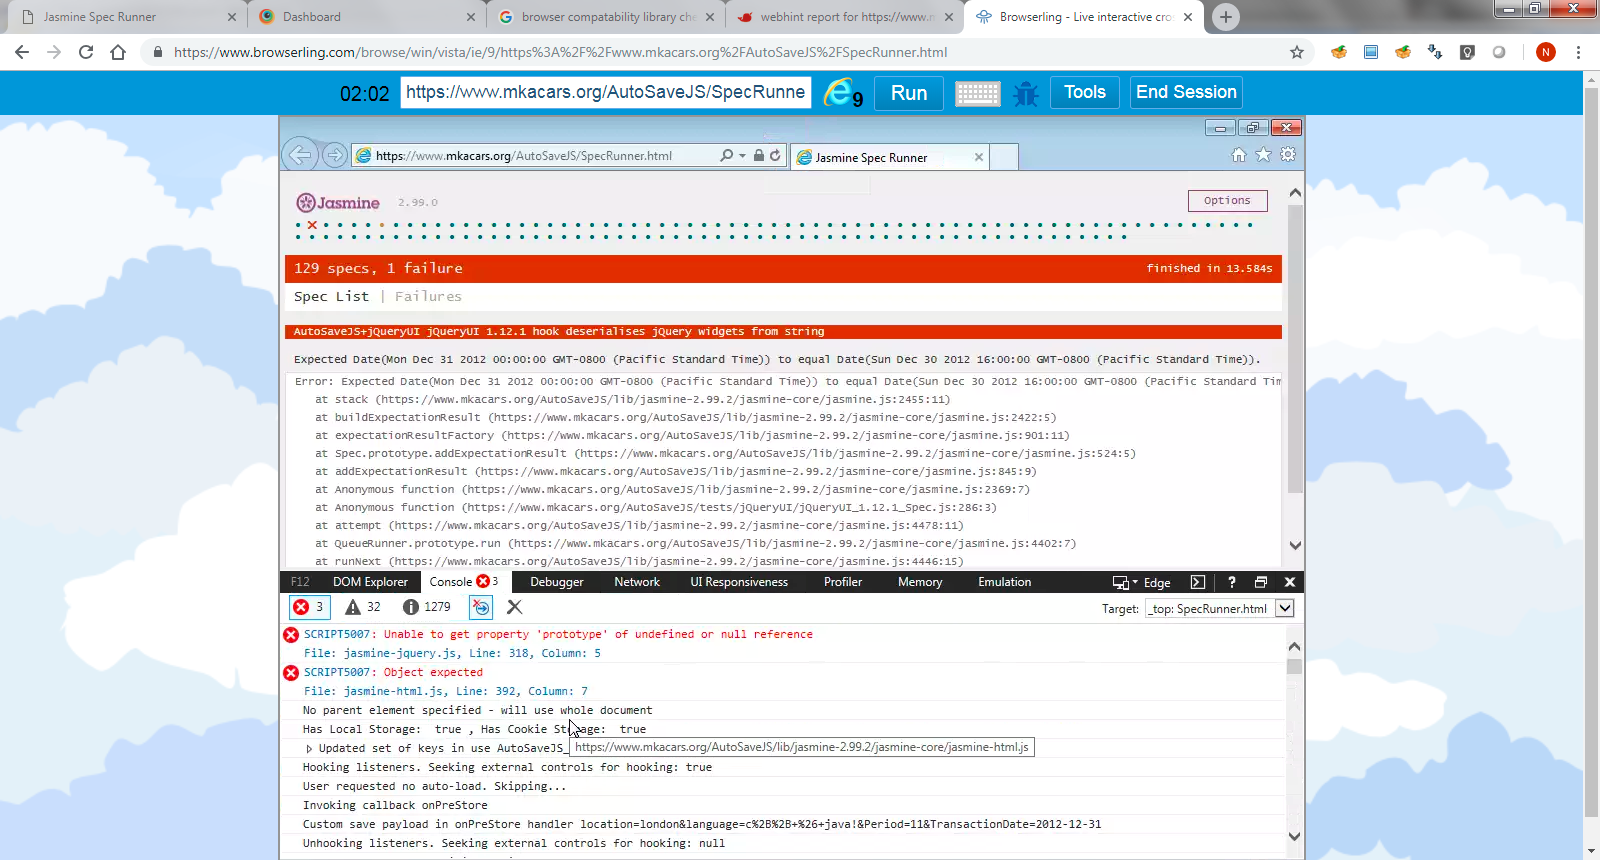 Jasmine Spec Runner
Dashboard
browser compatability library che
webhint report for https://www.n
Browserling - Live interactive cro
https://www.browserling.com/browse/win/vista/ie/9/https%3A%2F%2Fwww.mkacars.org%2FAutoSaveJS%2FSpecRunner.html
N
02:02
https://www.mkacars.org/AutoSaveJS/SpecRunne
9
Run
Tools
End Session
https://www.mkacars.org/AutoSaveJS/SpecRunner.html
Jasmine Spec Runner
Jasmine 2.99.0
Options
129 specs, 1 failure
finished in 13.584s
Spec List | Failures
AutoSaveJS+jQueryUI jQueryUI 1.12.1 hook deserialises jQuery widgets from string
Expected Date(Mon Dec 31 2012 00:00:00 GMT-0800 (Pacific Standard Time)) to equal Date(Sun Dec 30 2012 16:00:00 GMT-0800 (Pacific Standard Time)).
Error: Expected Date(Mon Dec 31 2012 00:00:00 GMT-0800 (Pacific Standard Time)) to equal Date(Sun Dec 30 2012 16:00:00 GMT-0800 (Pacific Standard Tim
at stack (https://www.mkacars.org/AutoSaveJS/lib/jasmine-2.99.2/jasmine-core/jasmine.js:2455:11)
at buildExpectationResult (https://www.mkacars.org/AutoSaveJS/lib/jasmine-2.99.2/jasmine-core/jasmine.js:2422:5)
at expectationResultFactory (https://www.mkacars.org/AutoSaveJS/lib/jasmine-2.99.2/jasmine-core/jasmine.js:901:11)
at Spec.prototype.addExpectationResult (https://www.mkacars.org/AutoSaveJS/lib/jasmine-2.99.2/jasmine-core/jasmine.js:524:5)
at addExpectationResult (https://www.mkacars.org/AutoSaveJS/lib/jasmine-2.99.2/jasmine-core/jasmine.js:845:9)
at Anonymous function (https://www.mkacars.org/AutoSaveJS/lib/jasmine-2.99.2/jasmine-core/jasmine.js:2369:7)
at Anonymous function (https://www.mkacars.org/AutoSaveJS/tests/jQueryUI/jQueryUI_1.12.1_Spec.js:286:3)
at attempt (https://www.mkacars.org/AutoSaveJS/lib/jasmine-2.99.2/jasmine-core/jasmine.js:4478:11)
at QueueRunner.prototype.run (https://www.mkacars.org/AutoSaveJS/lib/jasmine-2.99.2/jasmine-core/jasmine.js:4402:7)
at runNext (https://www.mkacars.org/AutoSaveJS/lib/jasmine-2.99.2/jasmine-core/jasmine.js:4446:15)
F12 DOM Explorer Console 3 Debugger Network UI Responsiveness Profiler Memory Emulation Edge ?
3 32 1279 Target: _top: SpecRunner.html
SCRIPT5007: Unable to get property 'prototype' of undefined or null reference
File: jasmine-jquery.js, Line: 318, Column: 5
SCRIPT5007: Object expected
File: jasmine-html.js, Line: 392, Column: 7
No parent element specified - will use whole document
Has Local Storage: true , Has Cookie Storage: true
Updated set of keys in use AutoSaveJS_
https://www.mkacars.org/AutoSaveJS/lib/jasmine-2.99.2/jasmine-core/jasmine-html.js
Hooking listeners. Seeking external controls for hooking: true
User requested no auto-load. Skipping...
Invoking callback onPreStore
Custom save payload in onPreStore handler location=london&language=c%2B%2B+%26+java!&Period=11&TransactionDate=2012-12-31
Unhooking listeners. Seeking external controls for hooking: null